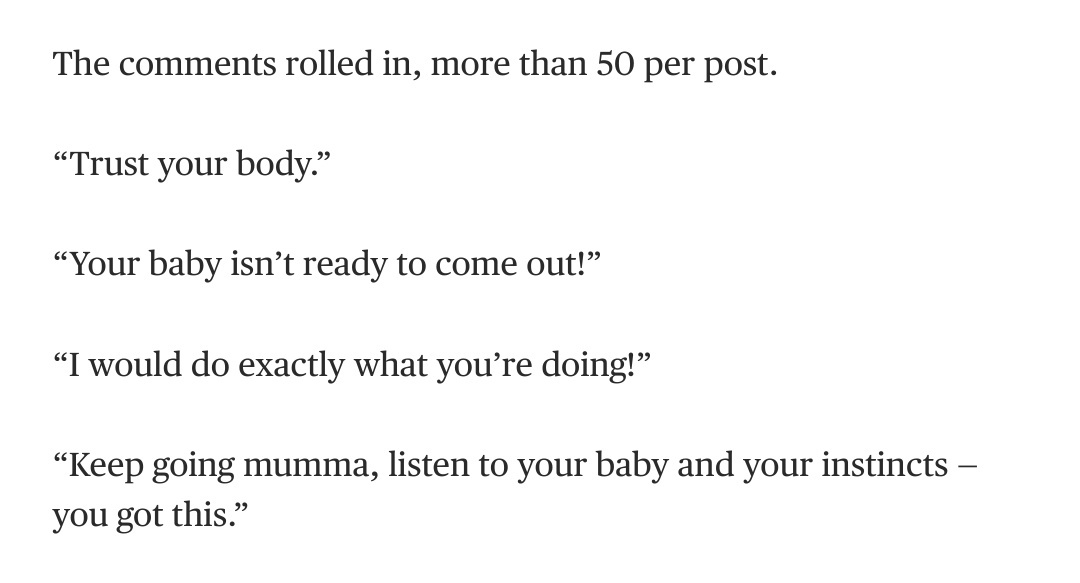 The comments rolled in, more than 50 per post.
“Trust your body.”
“Your baby isn’t ready to come out!”
“I would do exactly what you’re doing!”
“Keep going mumma, listen to your baby and your instincts —
you got this.”